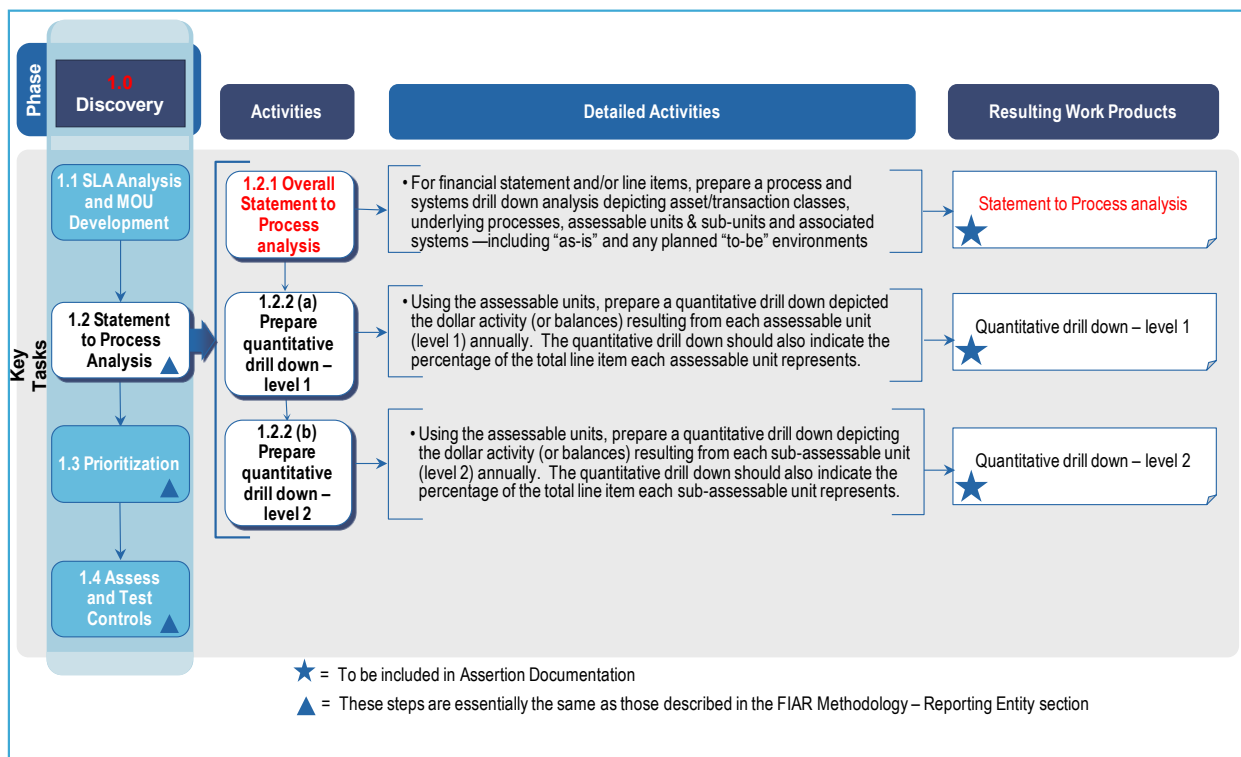 Phase
1.0
Discovery
Activities
Detailed Activities
Resulting Work Products
Key
Tasks
1.1 SLA Analysis
and MOU
Development
1.2 Statement
to Process
Analysis
1.3 Prioritization
1.4 Assess
and Test
Controls
1.2.1 Overall
Statement to
Process
analysis
• For financial statement and/or line items, prepare a process and
systems drill down analysis depicting asset/transaction classes,
underlying processes, assessable units & sub-units and associated
systems —including “as-is” and any planned “to-be” environments
Statement to Process analysis
1.2.2 (a)
Prepare
quantitative
drill down –
level 1
• Using the assessable units, prepare a quantitative drill down depicted
the dollar activity (or balances) resulting from each assessable unit
(level 1) annually. The quantitative drill down should also indicate the
percentage of the total line item each assessable unit represents.
Quantitative drill down – level 1
1.2.2 (b)
Prepare
quantitative
drill down –
level 2
• Using the assessable units, prepare a quantitative drill down depicting
the dollar activity (or balances) resulting from each sub-assessable unit
(level 2) annually. The quantitative drill down should also indicate the
percentage of the total line item each sub-assessable unit represents.
Quantitative drill down – level 2
= To be included in Assertion Documentation
= These steps are essentially the same as those described in the FIAR Methodology – Reporting Entity section